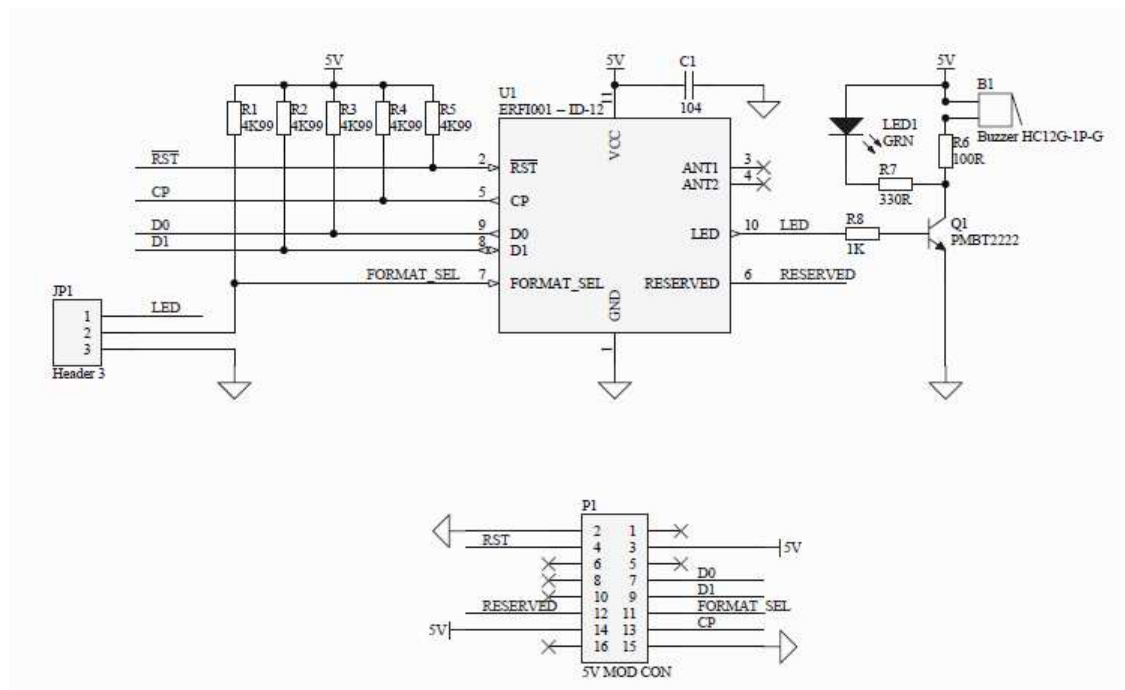 5V
R1
4K99
R2
4K99
R3
4K99
R4
4K99
R5
4K99
RST
CP
D0
D1
FORMAT_SEL
JP1
1
2
3
LED
Header 3
U1
ERFI001 – ID-12
5V
C1
104
11
VCC
2
RST
5
CP
9
D0
8
D1
7
FORMAT_SEL
ANT1
3
ANT2
4
LED
10
LED
RESERVED
6
RESERVED
GND
1
5V
B1
Buzzer HC12G-1P-G
LED1
GRN
R6
100R
R7
330R
R8
1K
Q1
PMBT2222
P1
2 1
RST 4 3 5V
6 5
8 7 D0
10 9 D1
RESERVED 12 11 FORMAT_SEL
5V 14 13 CP
16 15
5V MOD CON